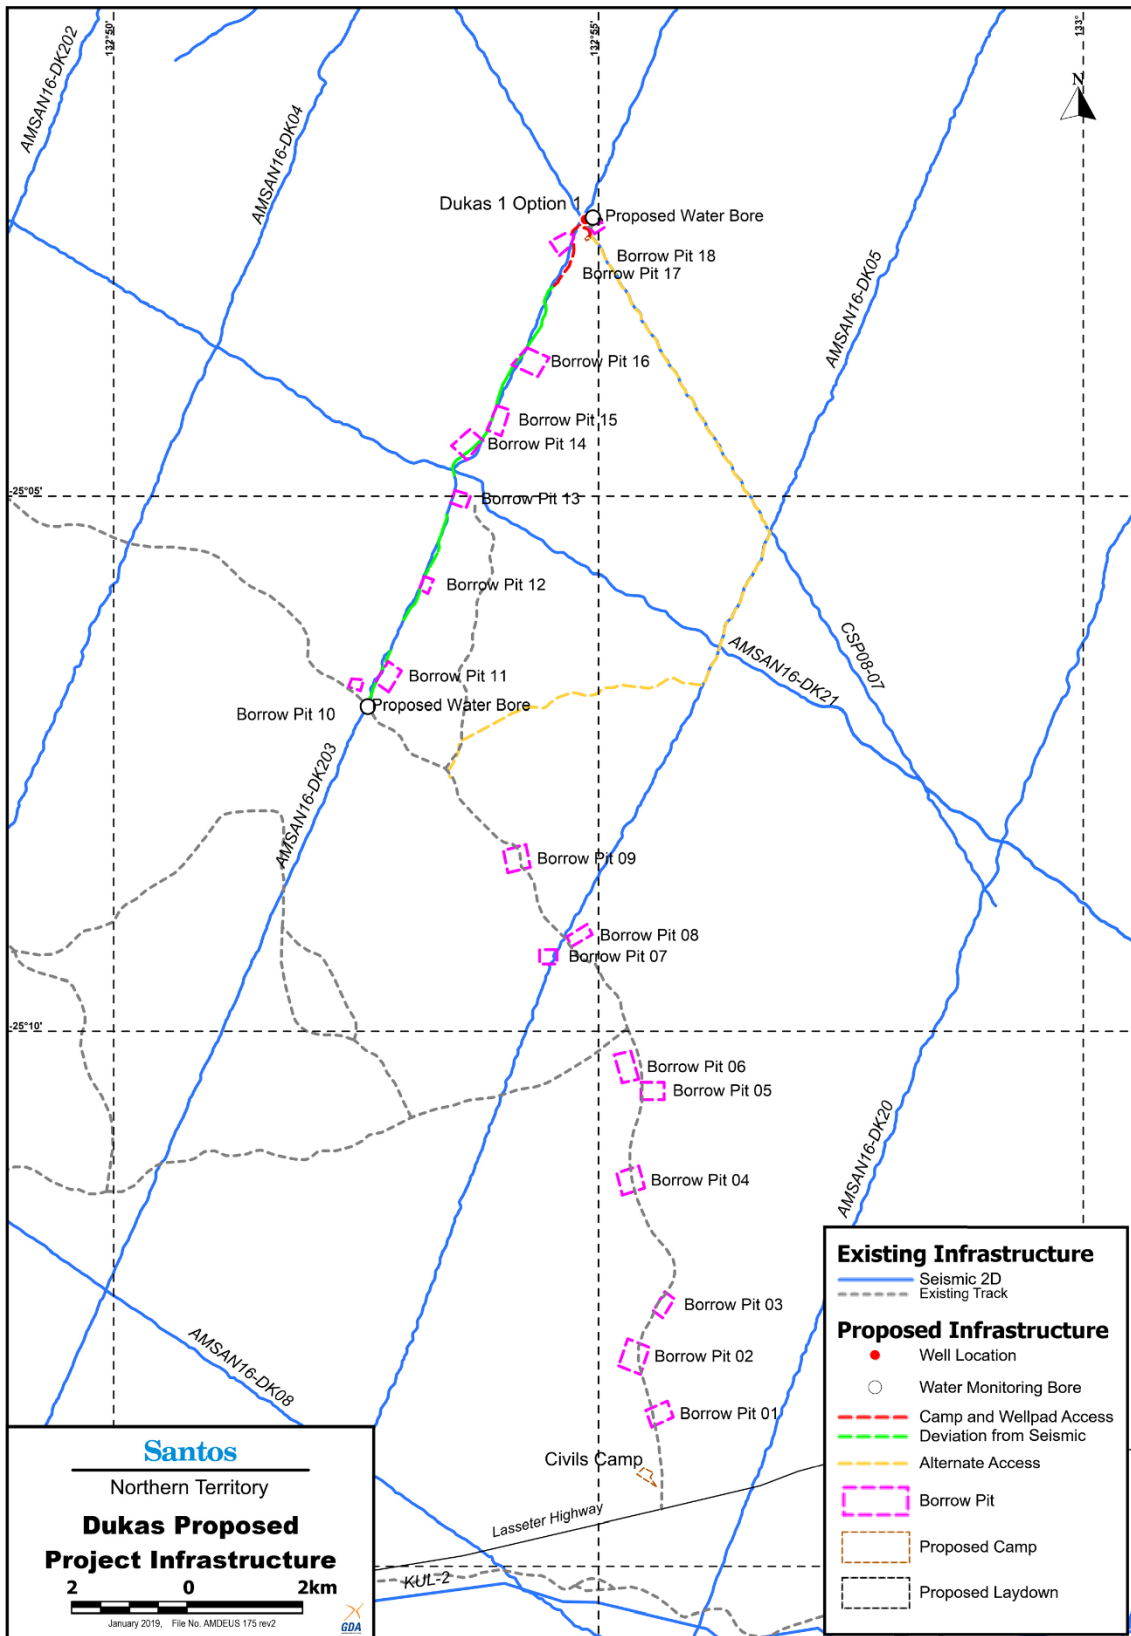 132°50'
132°55'
133°
N
AMSAN16-DK202
AMSAN16-DK04
Dukas 1 Option 1
Proposed Water Bore
Borrow Pit 18
Borrow Pit 17
AMSAN16-DK05
Borrow Pit 16
Borrow Pit 15
Borrow Pit 14
-25°05'
Borrow Pit 13
Borrow Pit 12
CSP08-07
AMSAN16-DK21
Borrow Pit 11
Borrow Pit 10
Proposed Water Bore
AMSAN16-DK203
Borrow Pit 09
Borrow Pit 08
Borrow Pit 07
-25°10'
Borrow Pit 06
Borrow Pit 05
AMSAN16-DK20
Borrow Pit 04
Borrow Pit 03
Borrow Pit 02
AMSAN16-DK08
Borrow Pit 01
Civils Camp
Lasseter Highway
KUL-2
Existing Infrastructure
Seismic 2D
Existing Track
Proposed Infrastructure
Well Location
Water Monitoring Bore
Camp and Wellpad Access
Deviation from Seismic
Alternate Access
Borrow Pit
Proposed Camp
Proposed Laydown
Santos
Northern Territory
Dukas Proposed
Project Infrastructure
2 0 2km
January 2019, File No. AMDEUS 175 rev2
GDA